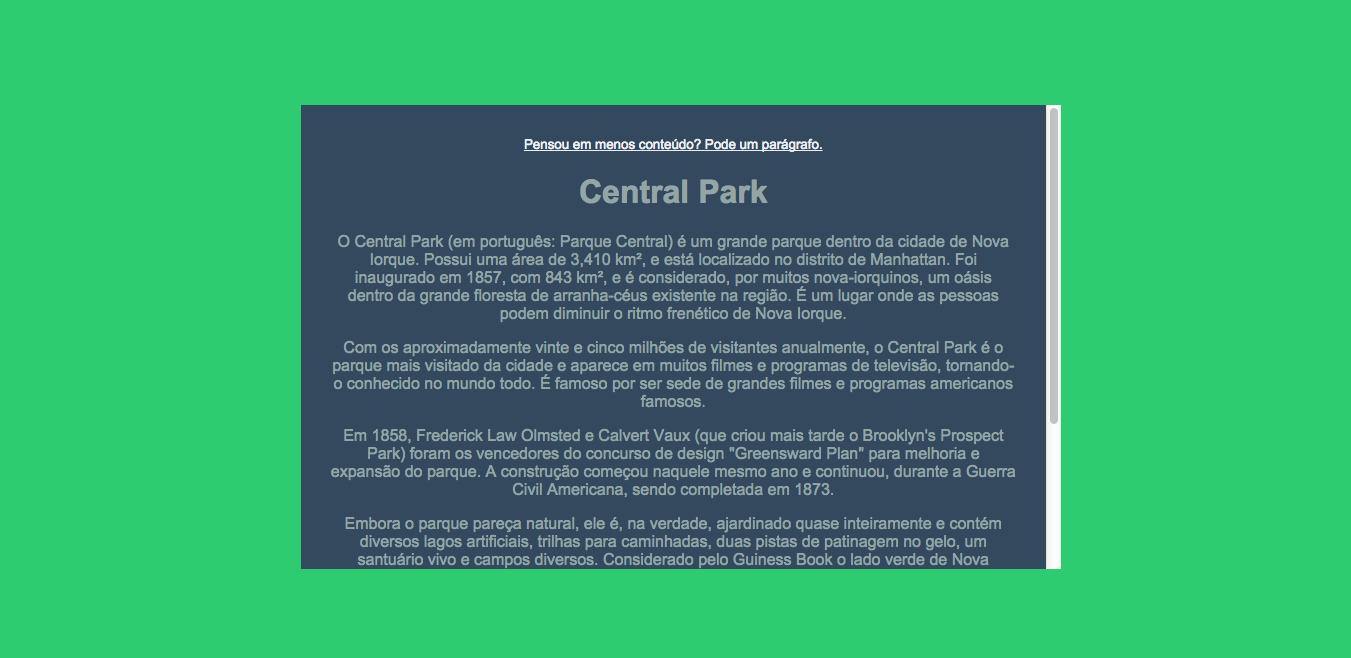 Pensou em menos conteúdo? Pode um parágrafo.
Central Park
O Central Park (em português: Parque Central) é um grande parque dentro da cidade de Nova
Iorque. Possui uma área de 3,410 km², e está localizado no distrito de Manhattan. Foi
inaugurado em 1857, com 843 km², e é considerado, por muitos nova-iorquinos, um oásis
dentro da grande floresta de arranha-céus existente na região. É um lugar onde as pessoas
podem diminuir o ritmo frenético de Nova Iorque.
Com os aproximadamente vinte e cinco milhões de visitantes anualmente, o Central Park é o
parque mais visitado da cidade e aparece em muitos filmes e programas de televisão, tornando-
o conhecido no mundo todo. É famoso por ser sede de grandes filmes e programas americanos
famosos.
Em 1858, Frederick Law Olmsted e Calvert Vaux (que criou mais tarde o Brooklyn's Prospect
Park) foram os vencedores do concurso de design "Greensward Plan" para melhoria e
expansão do parque. A construção começou naquele mesmo ano e continuou, durante a Guerra
Civil Americana, sendo completada em 1873.
Embora o parque pareça natural, ele é, na verdade, ajardinado quase inteiramente e contém
diversos lagos artificiais, trilhas para caminhadas, duas pistas de patinagem no gelo, um
santuário vivo e campos diversos. Considerado pelo Guiness Book o lado verde de Nova